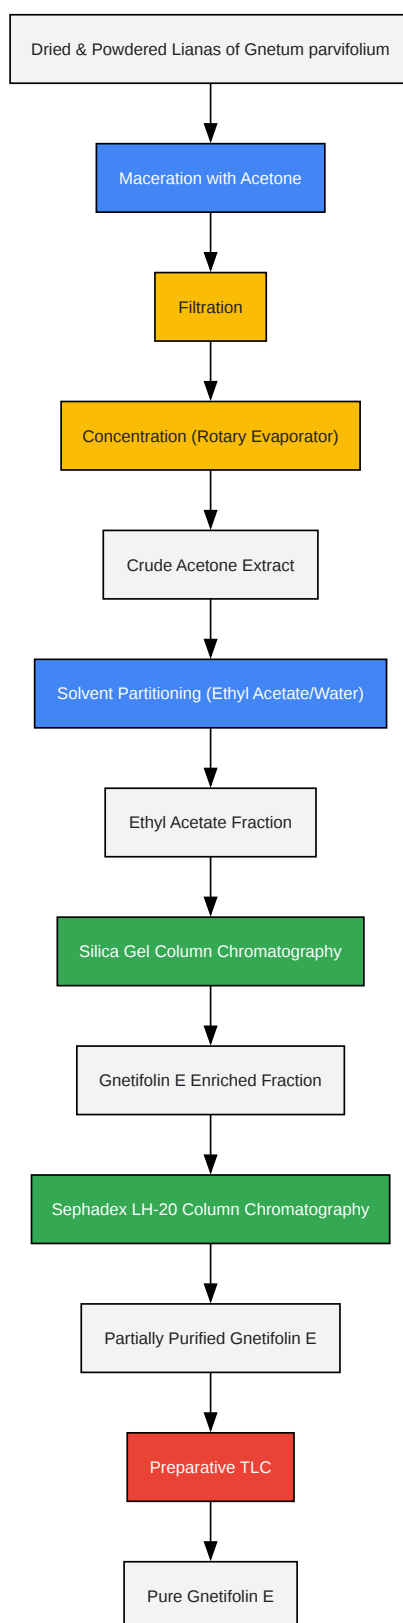 Dried & Powdered Lianas of Gnetum parvifolium
Maceration with Acetone
Filtration
Concentration (Rotary Evaporator)
Crude Acetone Extract
Solvent Partitioning (Ethyl Acetate/Water)
Ethyl Acetate Fraction
Silica Gel Column Chromatography
Gnetifolin E Enriched Fraction
Sephadex LH-20 Column Chromatography
Partially Purified Gnetifolin E
Preparative TLC
Pure Gnetifolin E